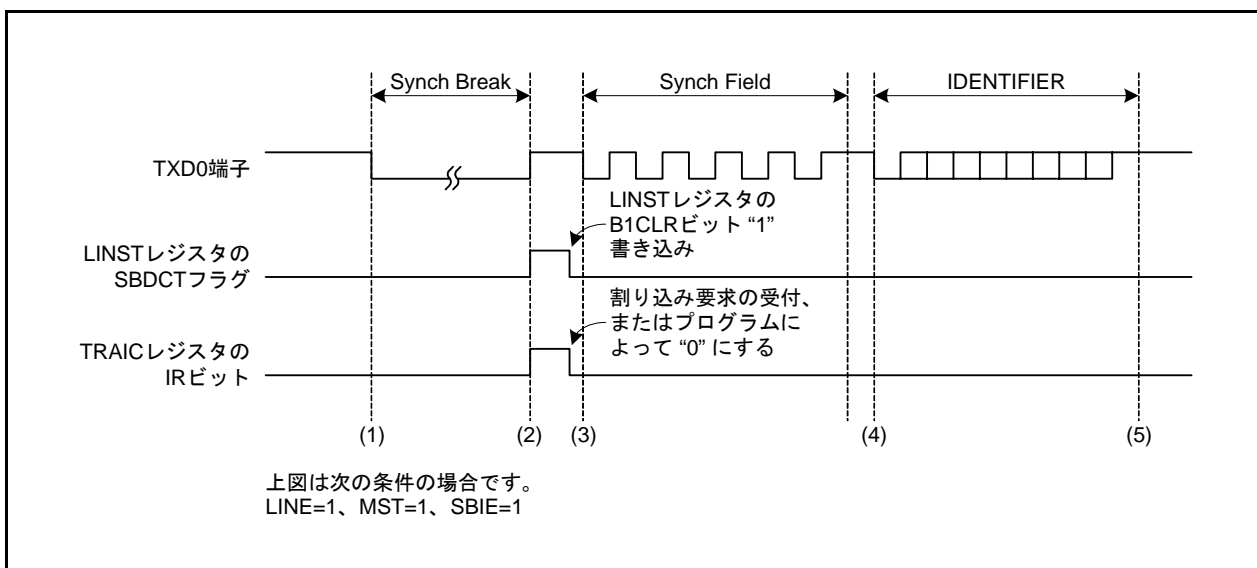 Synch Break
Synch Field
IDENTIFIER
TXD0端子
LINSTレジスタの
B1CLRビット “1”
書き込み
LINSTレジスタの
SBDCTフラグ
割り込み要求の受付、
またはプログラムに
よって “0” にする
TRAICレジスタの
IRビット
(1)
(2)
(3)
(4)
(5)
上図は次の条件の場合です。
LINE=1、MST=1、SBIE=1